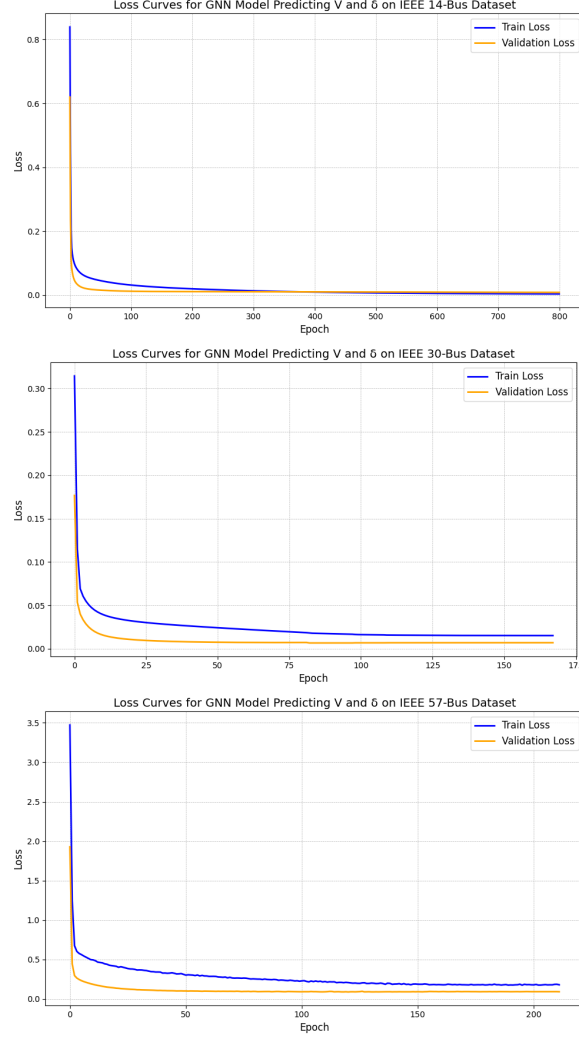 Loss Curves for GNN Model Predicting V and δ on IEEE 14-Bus Dataset
Train Loss
Validation Loss
0.8
0.6
0.4
0.2
0.0
Loss
0 100 200 300 400 500 600 700 800
Epoch
Loss Curves for GNN Model Predicting V and δ on IEEE 30-Bus Dataset
Train Loss
Validation Loss
0.30
0.25
0.20
0.15
0.10
0.05
0.00
Loss
0 25 50 75 100 125 150 17
Epoch
Loss Curves for GNN Model Predicting V and δ on IEEE 57-Bus Dataset
Train Loss
Validation Loss
3.5
3.0
2.5
2.0
1.5
1.0
0.5
0.0
Loss
0 50 100 150 200
Epoch